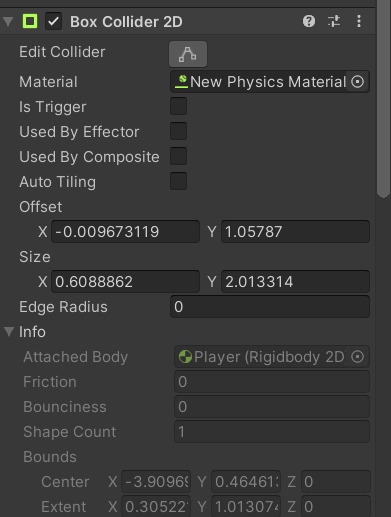 Box Collider 2D
Edit Collider
Material New Physics Material
Is Trigger
Used By Effector
Used By Composite
Auto Tiling
Offset
X -0.009673119 Y 1.05787
Size
X 0.6088862 Y 2.013314
Edge Radius 0
Info
Attached Body Player (Rigidbody 2D
Friction 0
Bounciness 0
Shape Count 1
Bounds
Center X -3.9096 Y 0.46461 Z 0
Extent X 0.30522 Y 1.01307 Z 0